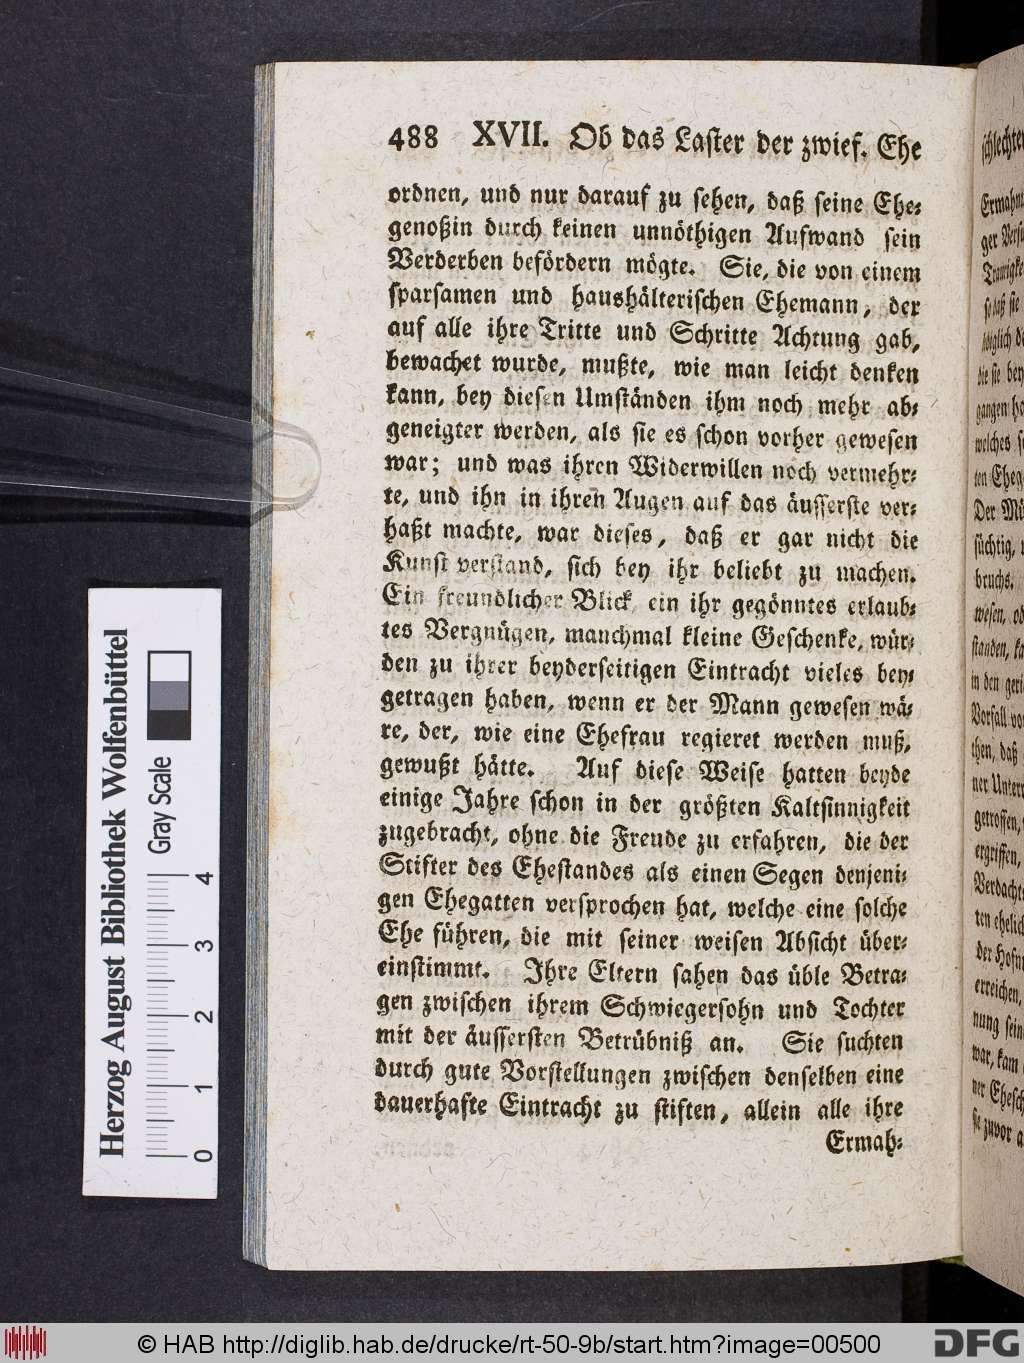 488 XVII. Ob das Laster der zwief. Ehe
ordnen, und nur darauf zu sehen, daß seine Ehe-
genoßin durch keinen unnöthigen Aufwand sein
Verderben befördern mögte. Sie, die von einem
sparsamen und haushälterischen Ehemann, der
auf alle ihre Tritte und Schritte Achtung gab,
bewachet wurde, mußte, wie man leicht denken
kann, bey diesen Umständen ihm noch mehr ab-
geneigter werden, als sie es schon vorher gewesen
war; und was ihren Widerwillen noch vermehr-
te, und ihn in ihren Augen auf das äusserste ver-
haßt machte, war dieses, daß er gar nicht die
Kunst verstand, sich bey ihr beliebt zu machen.
Ein freundlicher Blick, ein ihr gegönntes erlaub-
tes Vergnügen, manchmal kleine Geschenke, wür-
den zu ihrer beyderseitigen Eintracht vieles bey-
getragen haben, wenn er der Mann gewesen wä-
re, der, wie eine Ehefrau regieret werden muß,
gewußt hätte. Auf diese Weise hatten beyde
einige Jahre schon in der größten Kaltsinnigkeit
zugebracht, ohne die Freude zu erfahren, die der
Stifter des Ehestandes als einen Segen denjeni-
gen Ehegatten versprochen hat, welche eine solche
Ehe führen, die mit seiner weisen Absicht über-
einstimmt. Ihre Eltern sahen das üble Betra-
gen zwischen ihrem Schwiegersohn und Tochter
mit der äussersten Betrübniß an. Sie suchten
durch gute Vorstellungen zwischen denselben eine
dauerhafte Eintracht zu stiften, allein alle ihre
Ermah-
Herzog August Bibliothek Wolfenbüttel
Gray Scale
0 1 2 3 4
© HAB http://diglib.hab.de/drucke/rt-50-9b/start.htm?image=00500
DFG